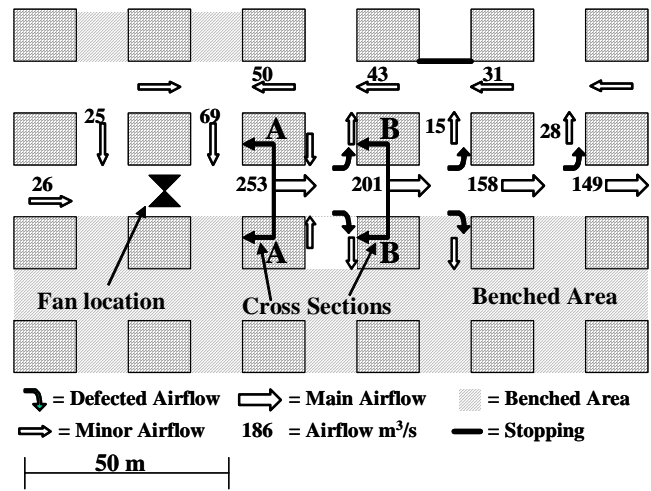 50 43 31
25 69 A B 15 28
26 253 201 158 149
A B
Fan location Cross Sections Benched Area
= Defected Airflow = Main Airflow = Benched Area
= Minor Airflow 186 = Airflow m³/s = Stopping
50 m